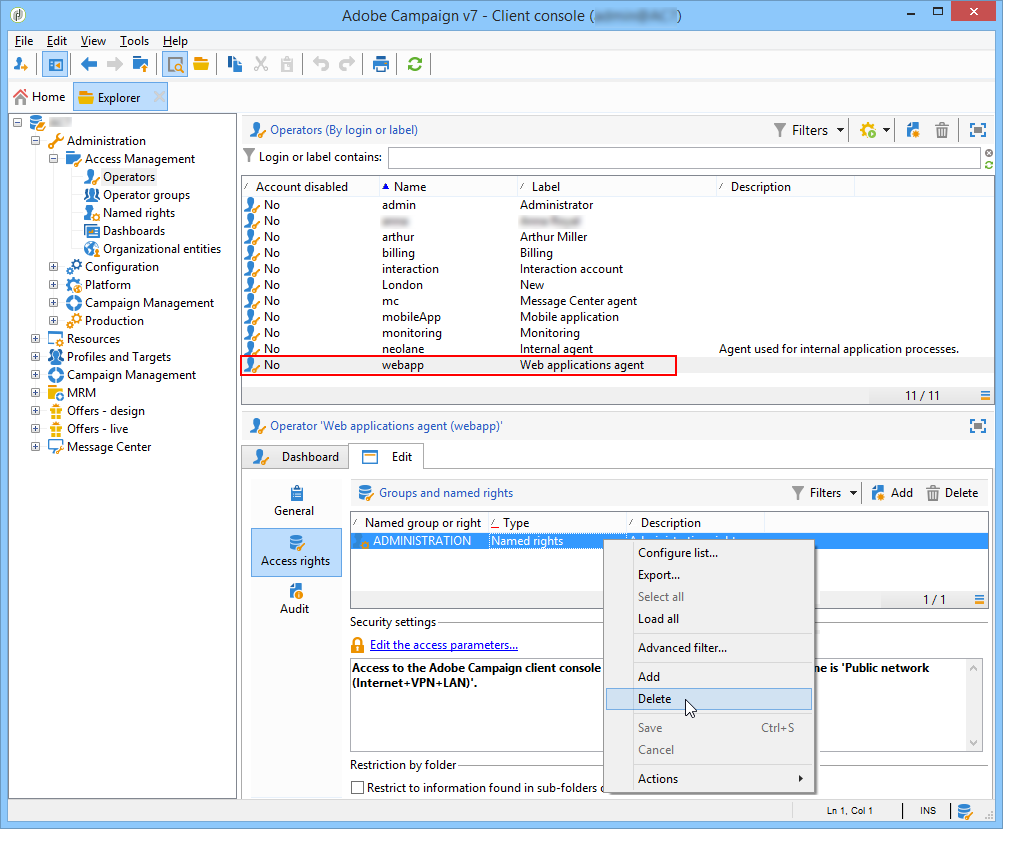 Adobe Campaign v7 - Client console (
File Edit View Tools Help
Home Explorer
Administration
Access Management
Operators
Operator groups
Named rights
Dashboards
Organizational entities
Configuration
Platform
Campaign Management
Production
Resources
Profiles and Targets
Campaign Management
MRM
Offers - design
Offers - live
Message Center
Operators (By login or label) Filters
Login or label contains:
Account disabled Name Label Description
No admin Administrator
No
No arthur Arthur Miller
No billing Billing
No interaction Interaction account
No London New
No mc Message Center agent
No mobileApp Mobile application
No monitoring Monitoring
No neolane Internal agent Agent used for internal application processes.
No webapp Web applications agent
11 / 11
Operator 'Web applications agent (webapp)'
Dashboard Edit
General
Access rights
Audit
Groups and named rights Filters Add Delete
Named group or right Type Description
ADMINISTRATION Named rights
1 / 1
Configure list...
Export...
Select all
Load all
Advanced filter...
Add
Delete
Save Ctrl+S
Cancel
Actions
Security settings
Edit the access parameters...
Access to the Adobe Campaign client console ne is 'Public network
(Internet+VPN+LAN)'.
Restriction by folder
Restrict to information found in sub-folders
Ln 1, Col 1 INS